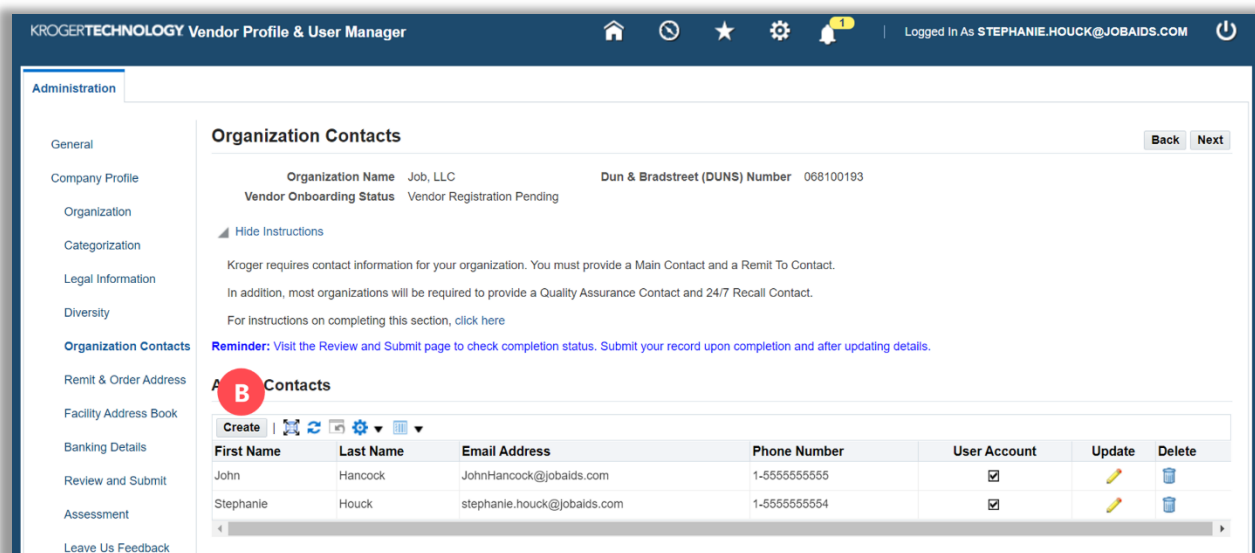 KROGERTECHNOLOGY. Vendor Profile & User Manager
1
Logged In As STEPHANIE.HOUCK@JOBAIDS.COM
Administration
General
Company Profile
Organization
Categorization
Legal Information
Diversity
Organization Contacts
Remit & Order Address
Facility Address Book
Banking Details
Review and Submit
Assessment
Leave Us Feedback
Organization Contacts
Back Next
Organization Name Job, LLC Dun & Bradstreet (DUNS) Number 068100193
Vendor Onboarding Status Vendor Registration Pending
Hide Instructions
Kroger requires contact information for your organization. You must provide a Main Contact and a Remit To Contact.
In addition, most organizations will be required to provide a Quality Assurance Contact and 24/7 Recall Contact.
For instructions on completing this section, click here
Reminder: Visit the Review and Submit page to check completion status. Submit your record upon completion and after updating details.
B
Contacts
Create
First Name Last Name Email Address Phone Number User Account Update Delete
John Hancock JohnHancock@jobaids.com 1-5555555555
Stephanie Houck stephanie.houck@jobaids.com 1-5555555554